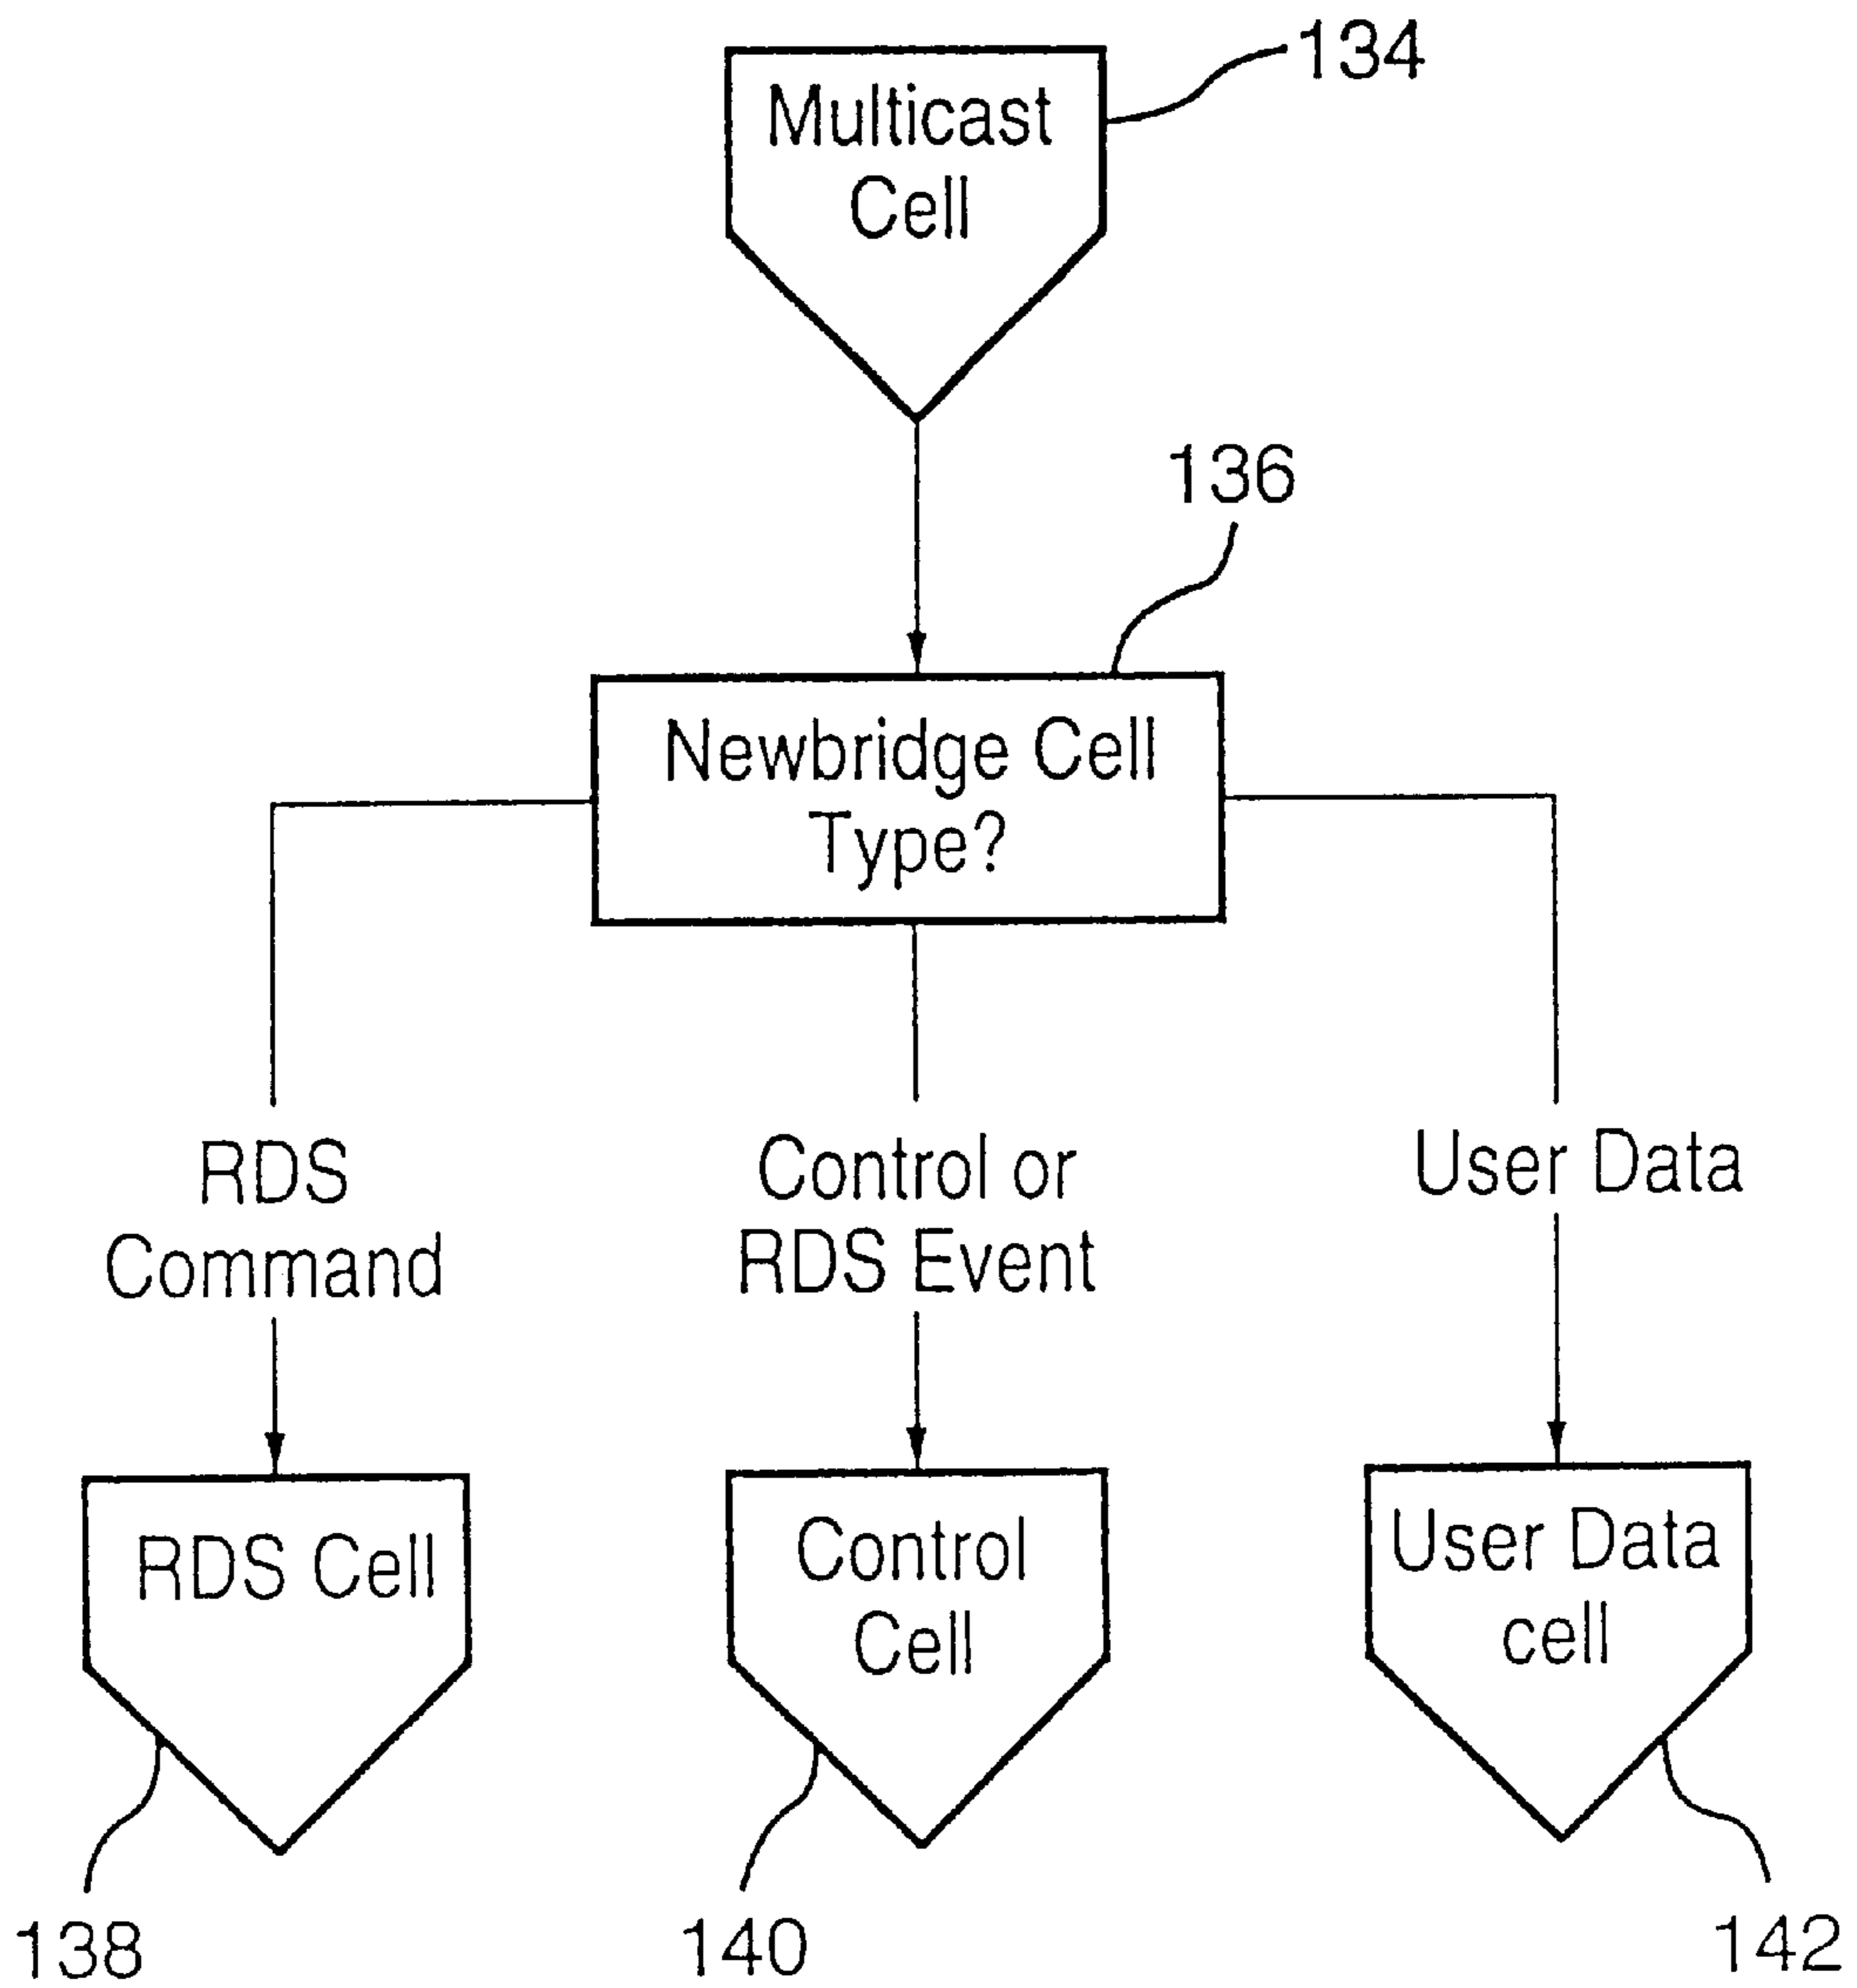 134
Multicast
Cell
136
Newbridge Cell
Type?
RDS
Command
Control or
RDS Event
User Data
RDS Cell
Control
Cell
User Data
cell
138
140
142